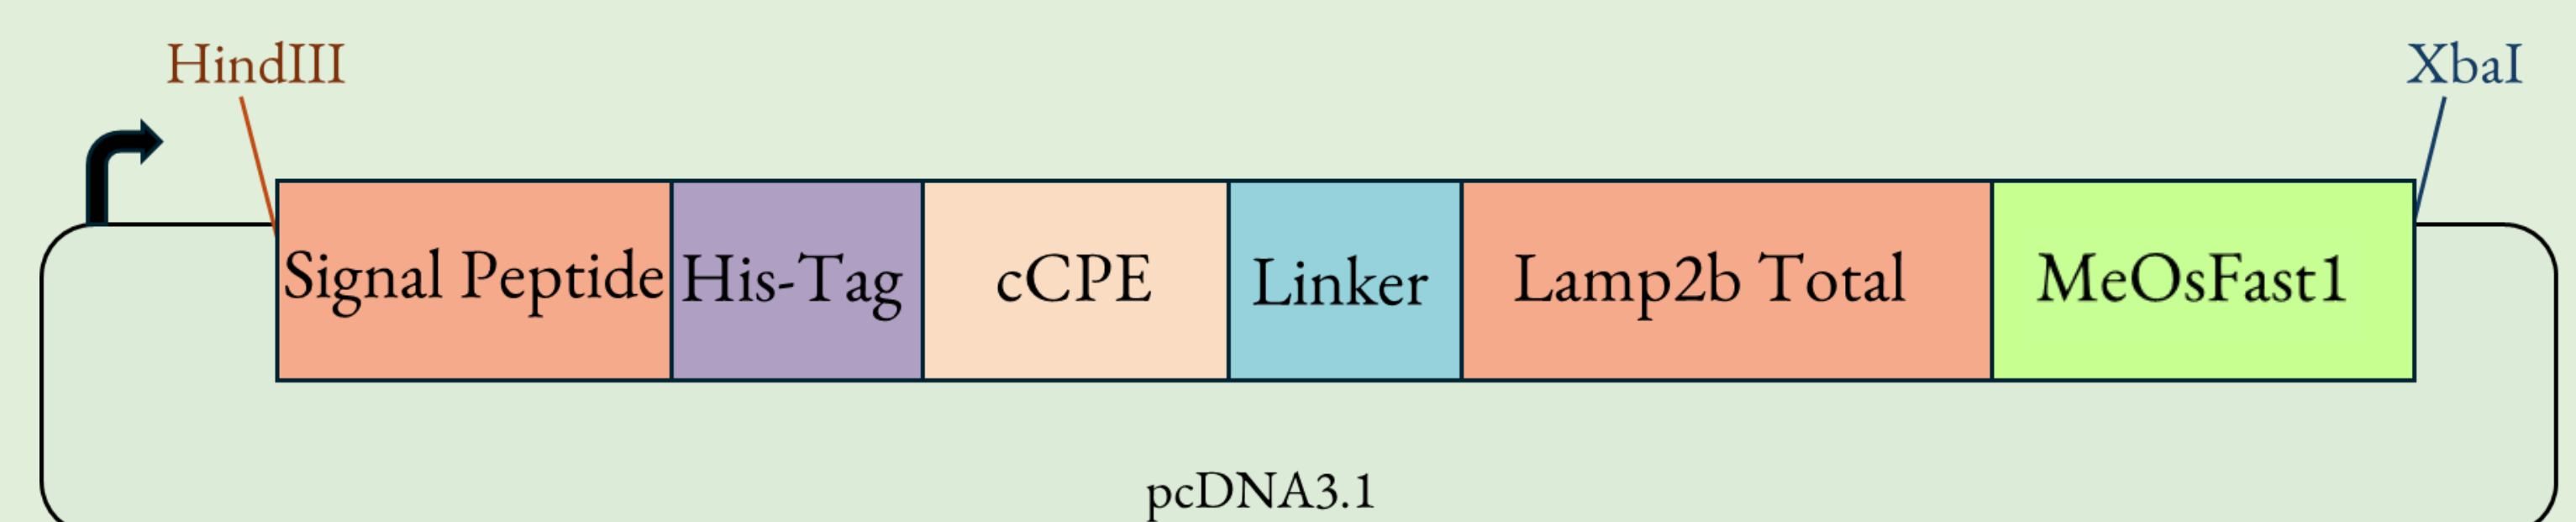 HindIII
XbaI
Signal Peptide
His-Tag
cCPE
Linker
Lamp2b Total
MeOsFast1
pcDNA3.1